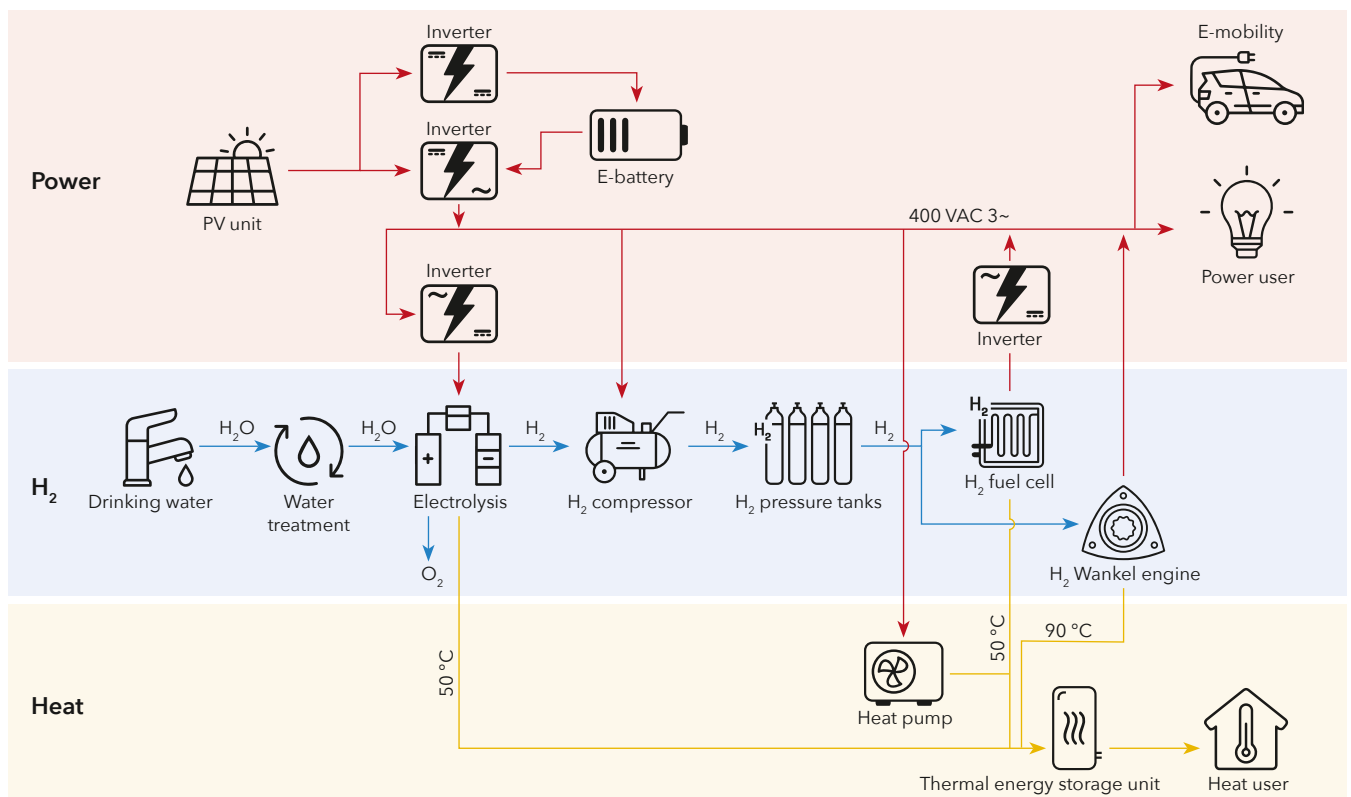 Inverter
E-mobility
Inverter
Power
E-battery
PV unit
400 VAC 3~
Inverter
Power user
Inverter
H₂
H₂O
H₂O
H₂
H₂
H₂
H₂
H₂
Drinking water
Water
treatment
Electrolysis
H₂ compressor
H₂ pressure tanks
H₂ fuel cell
O₂
H₂ Wankel engine
50 °C
50 °C
90 °C
Heat
Heat pump
Thermal energy storage unit
Heat user